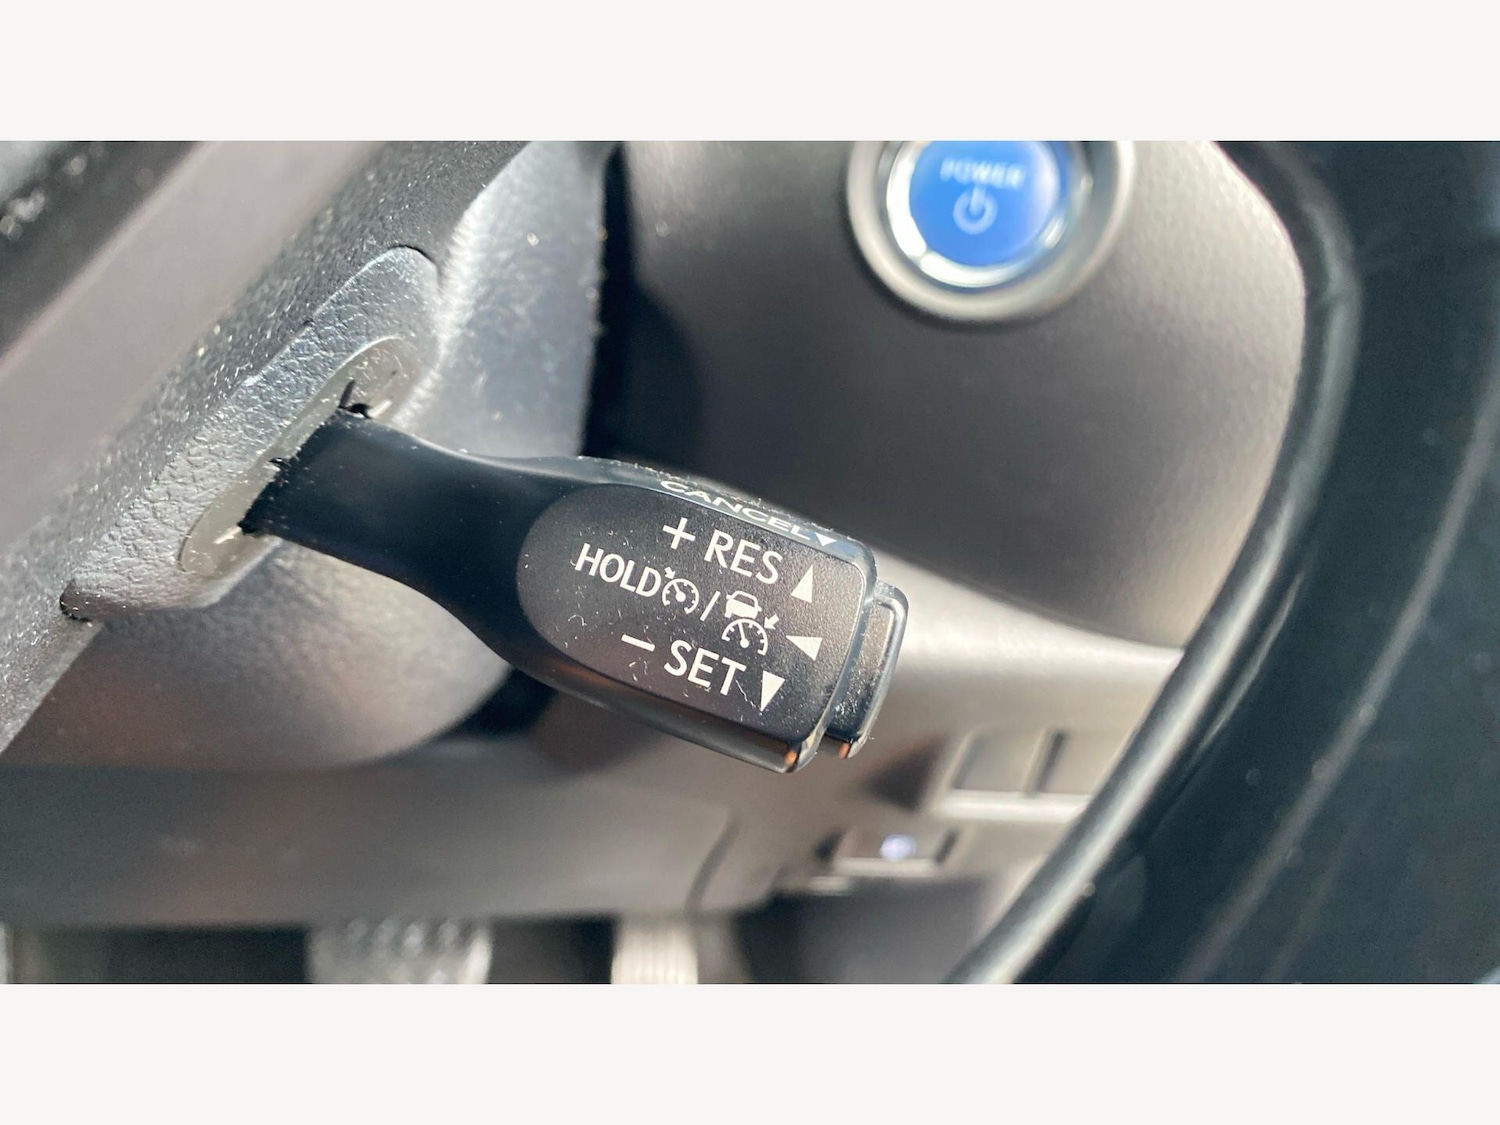 POWER
CANCEL
+ RES
HOLD /
− SET